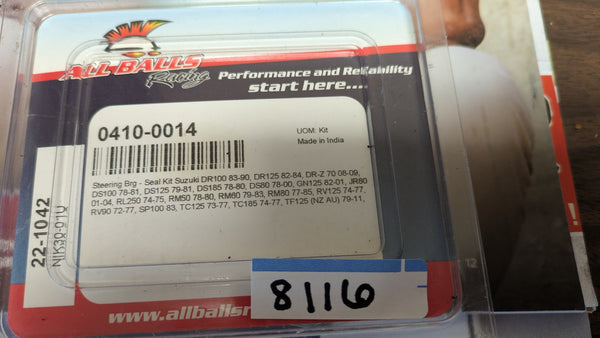 ALL BALLS
Racing
Performance and Reliability
start here....
0410-0014
UOM: Kit
Made in India
Steering Brg - Seal Kit Suzuki DR100 83-90, DR125 82-84, DR-Z 70 08-09,
DS100 78-81, DS125 79-81, DS185 78-80, DS80 78-00, GN125 82-01, JR80
01-04, RL250 74-75, RM50 78-80, RM60 79-83, RM80 77-85, RV125 74-77,
RV90 72-77, SP100 83, TC125 73-77, TC185 74-77, TF125 (NZ AU) 79-11,
22-1042
NIK30-01U
www.allballsr
8116
12
!